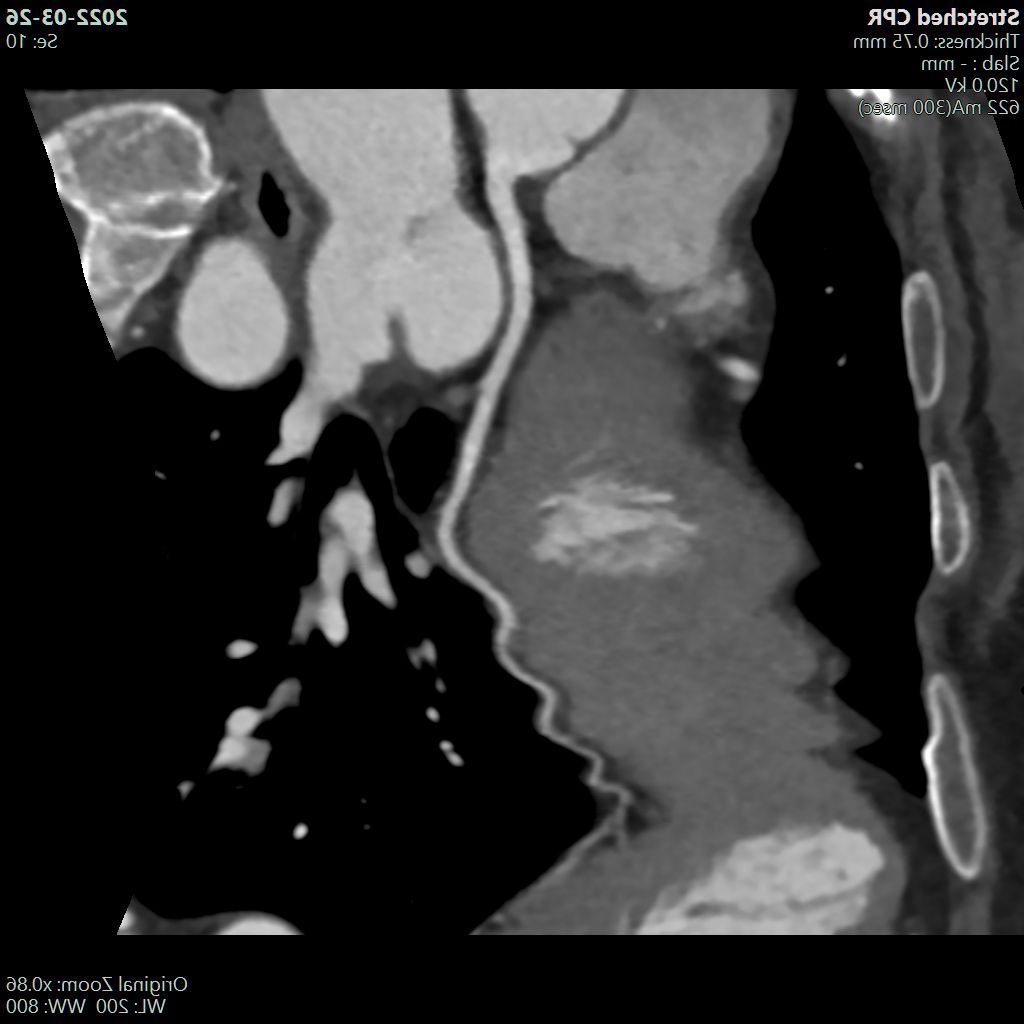 Stretched CPR
Thickness: 0.75 mm
Slab : - mm
120.0 kV
622 mA(300 msec)
2022-03-26
Se: 10
Original Zoom: x0.86
WL: 200 WW: 800